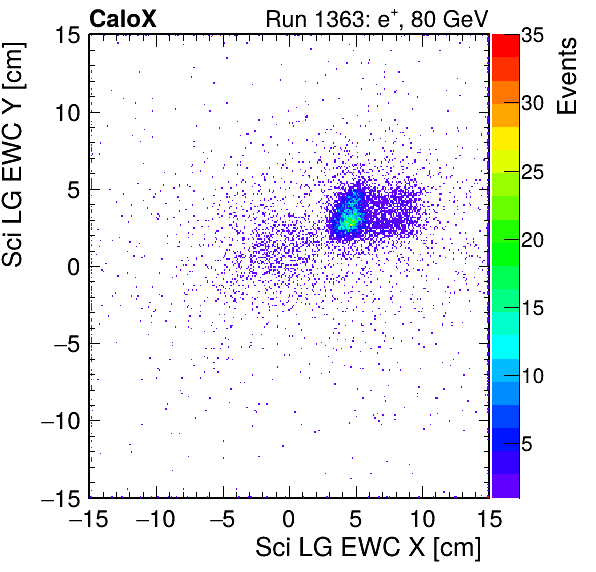 CaloX
Run 1363: e⁺, 80 GeV
Sci LG EWC Y [cm]
15
10
5
0
−5
−10
−15
−15 −10 −5 0 5 10 15
Sci LG EWC X [cm]
35
30
25
20
15
10
5
Events